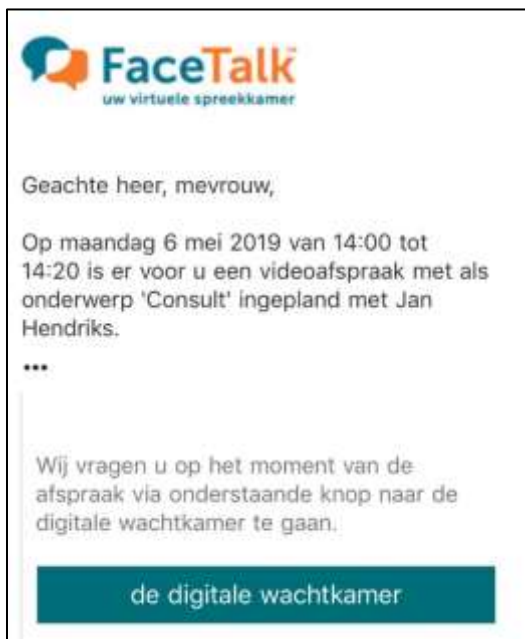 FaceTalk™
uw virtuele spreekkamer
Geachte heer, mevrouw,
Op maandag 6 mei 2019 van 14:00 tot
14:20 is er voor u een videoafspraak met als
onderwerp 'Consult' ingepland met Jan
Hendriks.
•••
Wij vragen u op het moment van de
afspraak via onderstaande knop naar de
digitale wachtkamer te gaan.
de digitale wachtkamer